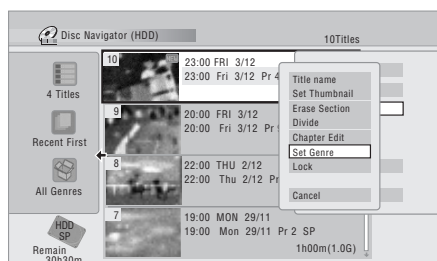 Disc Navigator (HDD)
10Titles
4 Titles
Recent First
All Genres
HDD
SP
Remain
30h30m
10
23:00 FRI 3/12
23:00 Fri 3/12 Pr 4
9
20:00 FRI 3/12
20:00 Fri 3/12 Pr
8
22:00 THU 2/12
22:00 Thu 2/12 Pr
7
19:00 MON 29/11
19:00 Mon 29/11 Pr 2 SP
1h00m(1.0G)
Title name
Set Thumbnail
Erase Section
Divide
Chapter Edit
Set Genre
Lock
Cancel